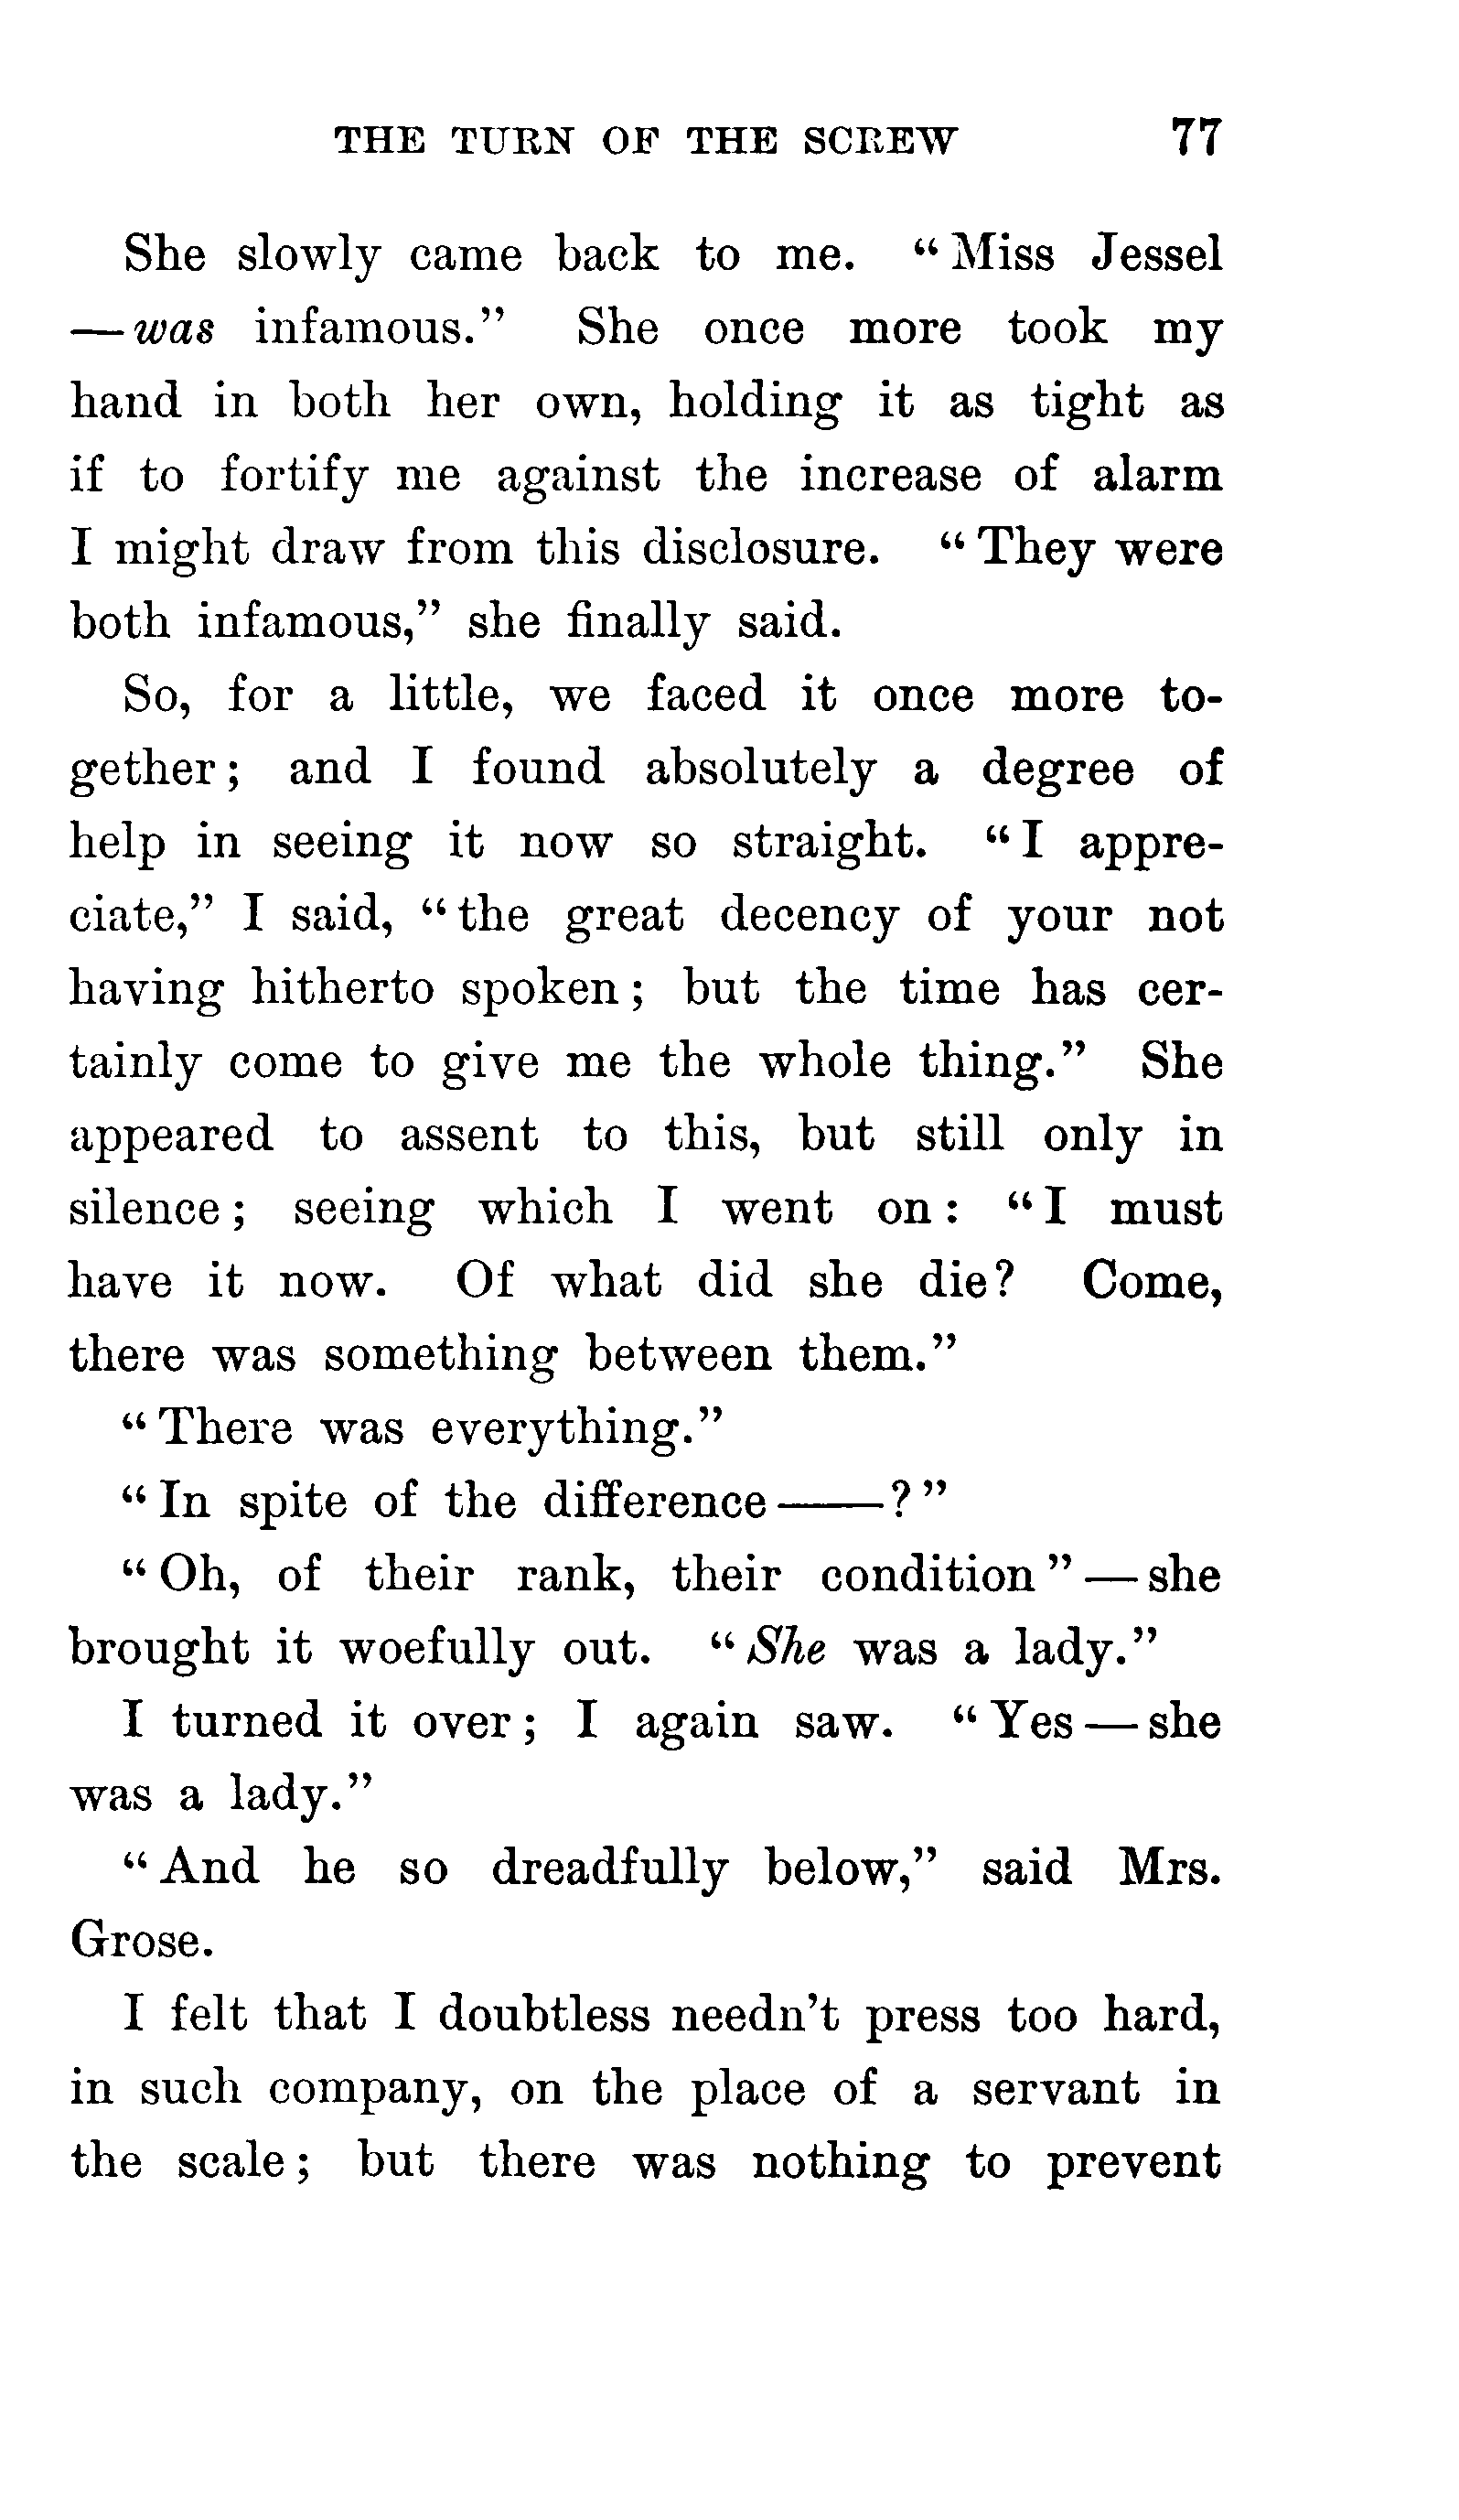 THE TURN OF THE SCREW 77
She slowly came back to me. “Miss Jessel
—was infamous.” She once more took my
hand in both her own, holding it as tight as
if to fortify me against the increase of alarm
I might draw from this disclosure. “They were
both infamous,” she finally said.
So, for a little, we faced it once more to-
gether; and I found absolutely a degree of
help in seeing it now so straight. “I appre-
ciate,” I said, “the great decency of your not
having hitherto spoken; but the time has cer-
tainly come to give me the whole thing.” She
appeared to assent to this, but still only in
silence; seeing which I went on: “I must
have it now. Of what did she die? Come,
there was something between them.”
“There was everything.”
“In spite of the difference——?”
“Oh, of their rank, their condition”—she
brought it woefully out. “She was a lady.”
I turned it over; I again saw. “Yes—she
was a lady.”
“And he so dreadfully below,” said Mrs.
Grose.
I felt that I doubtless needn’t press too hard,
in such company, on the place of a servant in
the scale; but there was nothing to prevent